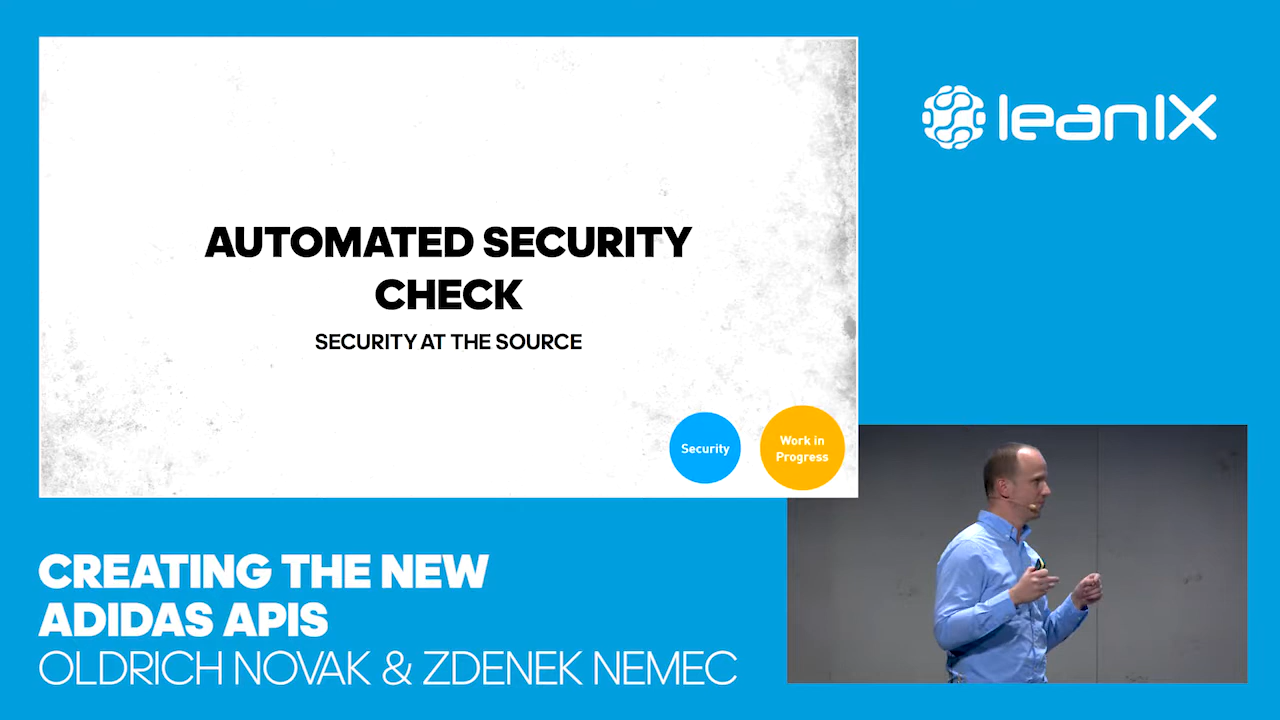 AUTOMATED SECURITY
CHECK
SECURITY AT THE SOURCE
Security
Work in
Progress
leanIX
CREATING THE NEW
ADIDAS APIS
OLDRICH NOVAK & ZDENEK NEMEC